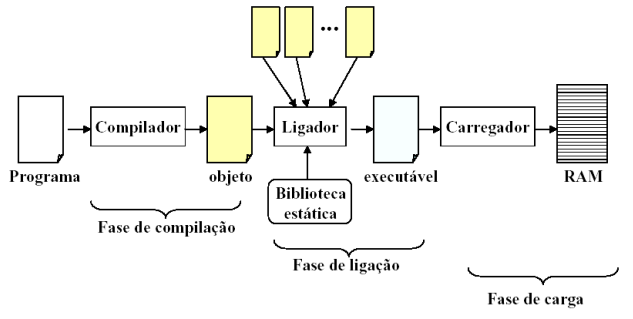 ...
Compilador
Ligador
Carregador
Programa
objeto
executável
RAM
Biblioteca
estática
Fase de compilação
Fase de ligação
Fase de carga